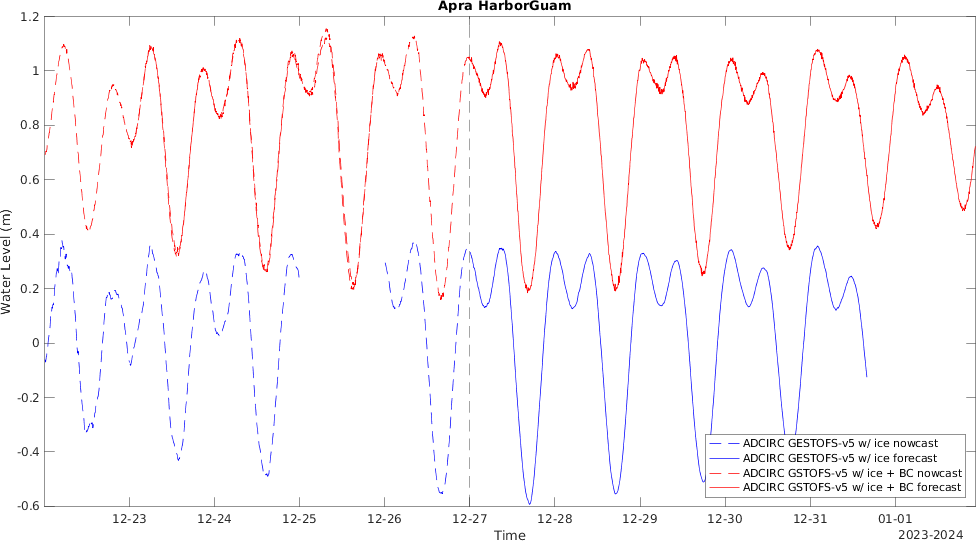 Apra HarborGuam
Water Level (m)
1.2
1
0.8
0.6
0.4
0.2
0
-0.2
-0.4
-0.6
ADCIRC GESTOFS-v5 w/ ice nowcast
ADCIRC GESTOFS-v5 w/ ice forecast
ADCIRC GSTOFS-v5 w/ ice + BC nowcast
ADCIRC GSTOFS-v5 w/ ice + BC forecast
12-23 12-24 12-25 12-26 12-27 12-28 12-29 12-30 12-31 01-01
Time
2023-2024